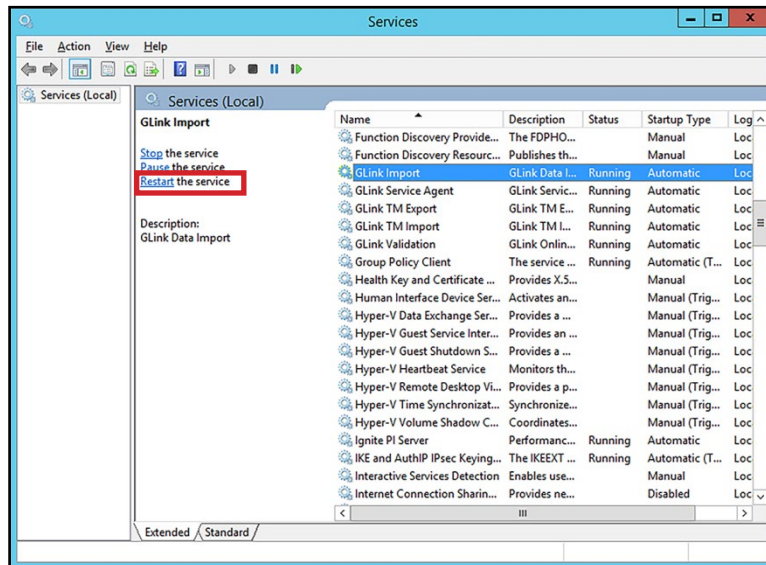 Services
File Action View Help
Services (Local)
Services (Local)
GLink Import
Stop the service
Pause the service
Restart the service
Description:
GLink Data Import
Name Description Status Startup Type Log
Function Discovery Provide... The FDPHO... Manual Loc
Function Discovery Resourc... Publishes th... Manual Loc
GLink Import GLink Data I... Running Automatic Loc
GLink Service Agent GLink Servic... Running Automatic Loc
GLink TM Export GLink TM E... Running Automatic Loc
GLink TM Import GLink TM I... Running Automatic Loc
GLink Validation GLink Onlin... Running Automatic Loc
Group Policy Client The service ... Running Automatic (T... Loc
Health Key and Certificate ... Provides X.5... Manual Loc
Human Interface Device Ser... Activates an... Manual (Trig... Loc
Hyper-V Data Exchange Ser... Provides a ... Manual (Trig... Loc
Hyper-V Guest Service Inter... Provides an ... Manual (Trig... Loc
Hyper-V Guest Shutdown S... Provides a ... Manual (Trig... Loc
Hyper-V Heartbeat Service Monitors th... Manual (Trig... Loc
Hyper-V Remote Desktop Vi... Provides a p... Manual (Trig... Loc
Hyper-V Time Synchronizat... Synchronize... Manual (Trig... Loc
Hyper-V Volume Shadow C... Coordinates... Manual (Trig... Loc
Ignite PI Server Performanc... Running Automatic Loc
IKE and AuthIP IPsec Keying... The IKEEXT ... Running Automatic (T... Loc
Interactive Services Detection Enables use... Manual Loc
Internet Connection Sharin... Provides ne... Disabled Loc
Extended Standard